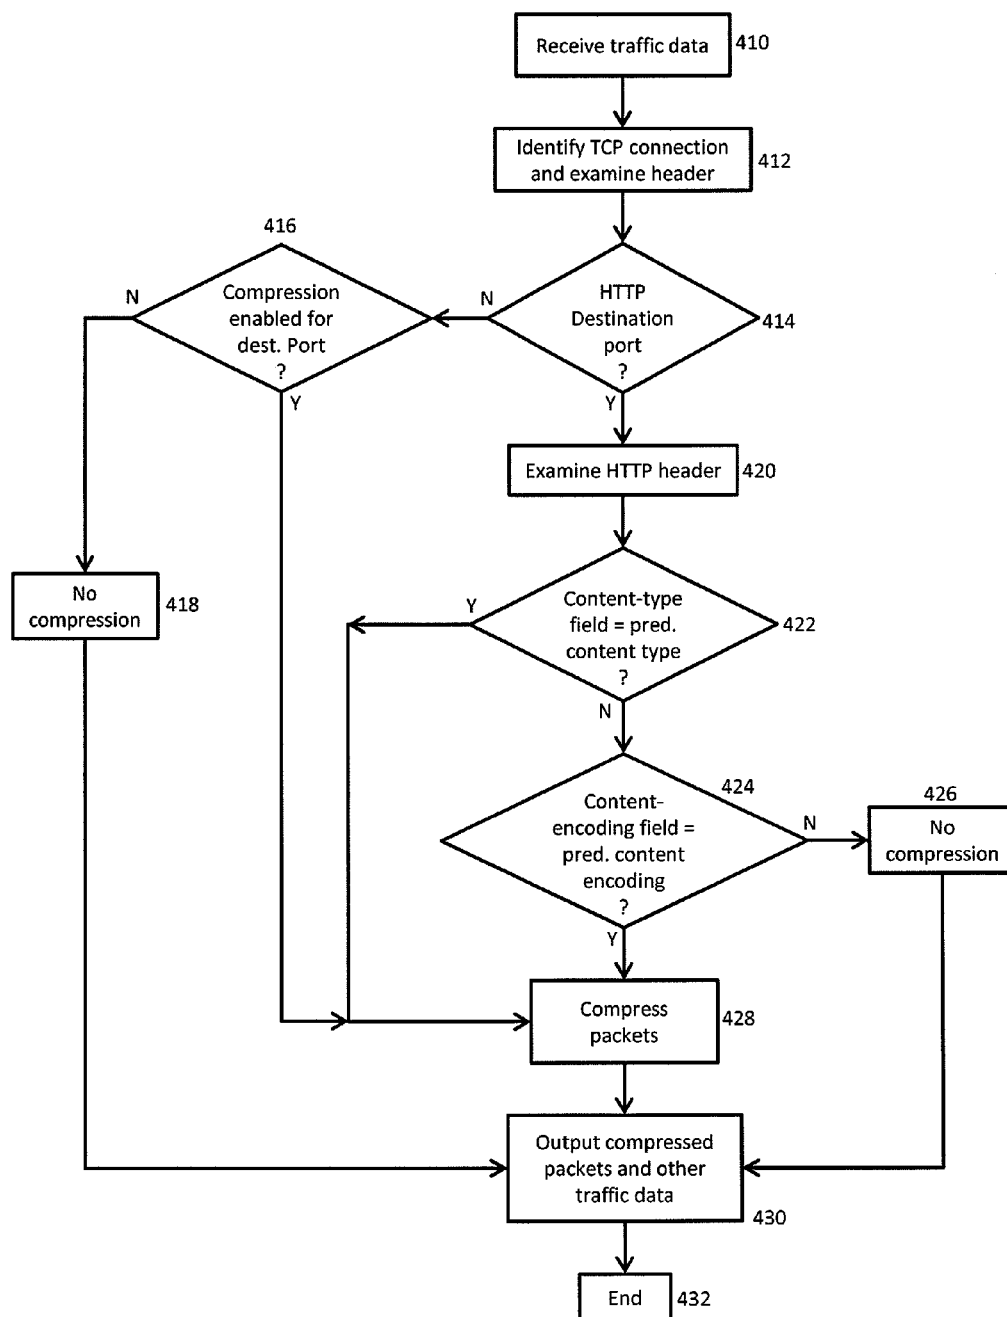 Receive traffic data
410
Identify TCP connection
and examine header
412
416
Compression
enabled for
dest. Port
?
N
Y
N
HTTP
Destination
port
?
414
Y
Examine HTTP header
420
No
compression
418
Y
Content-type
field = pred.
content type
?
422
N
424
Content-
encoding field =
pred. content
encoding
?
N
426
No
compression
Y
Compress
packets
428
Output compressed
packets and other
traffic data
430
End
432